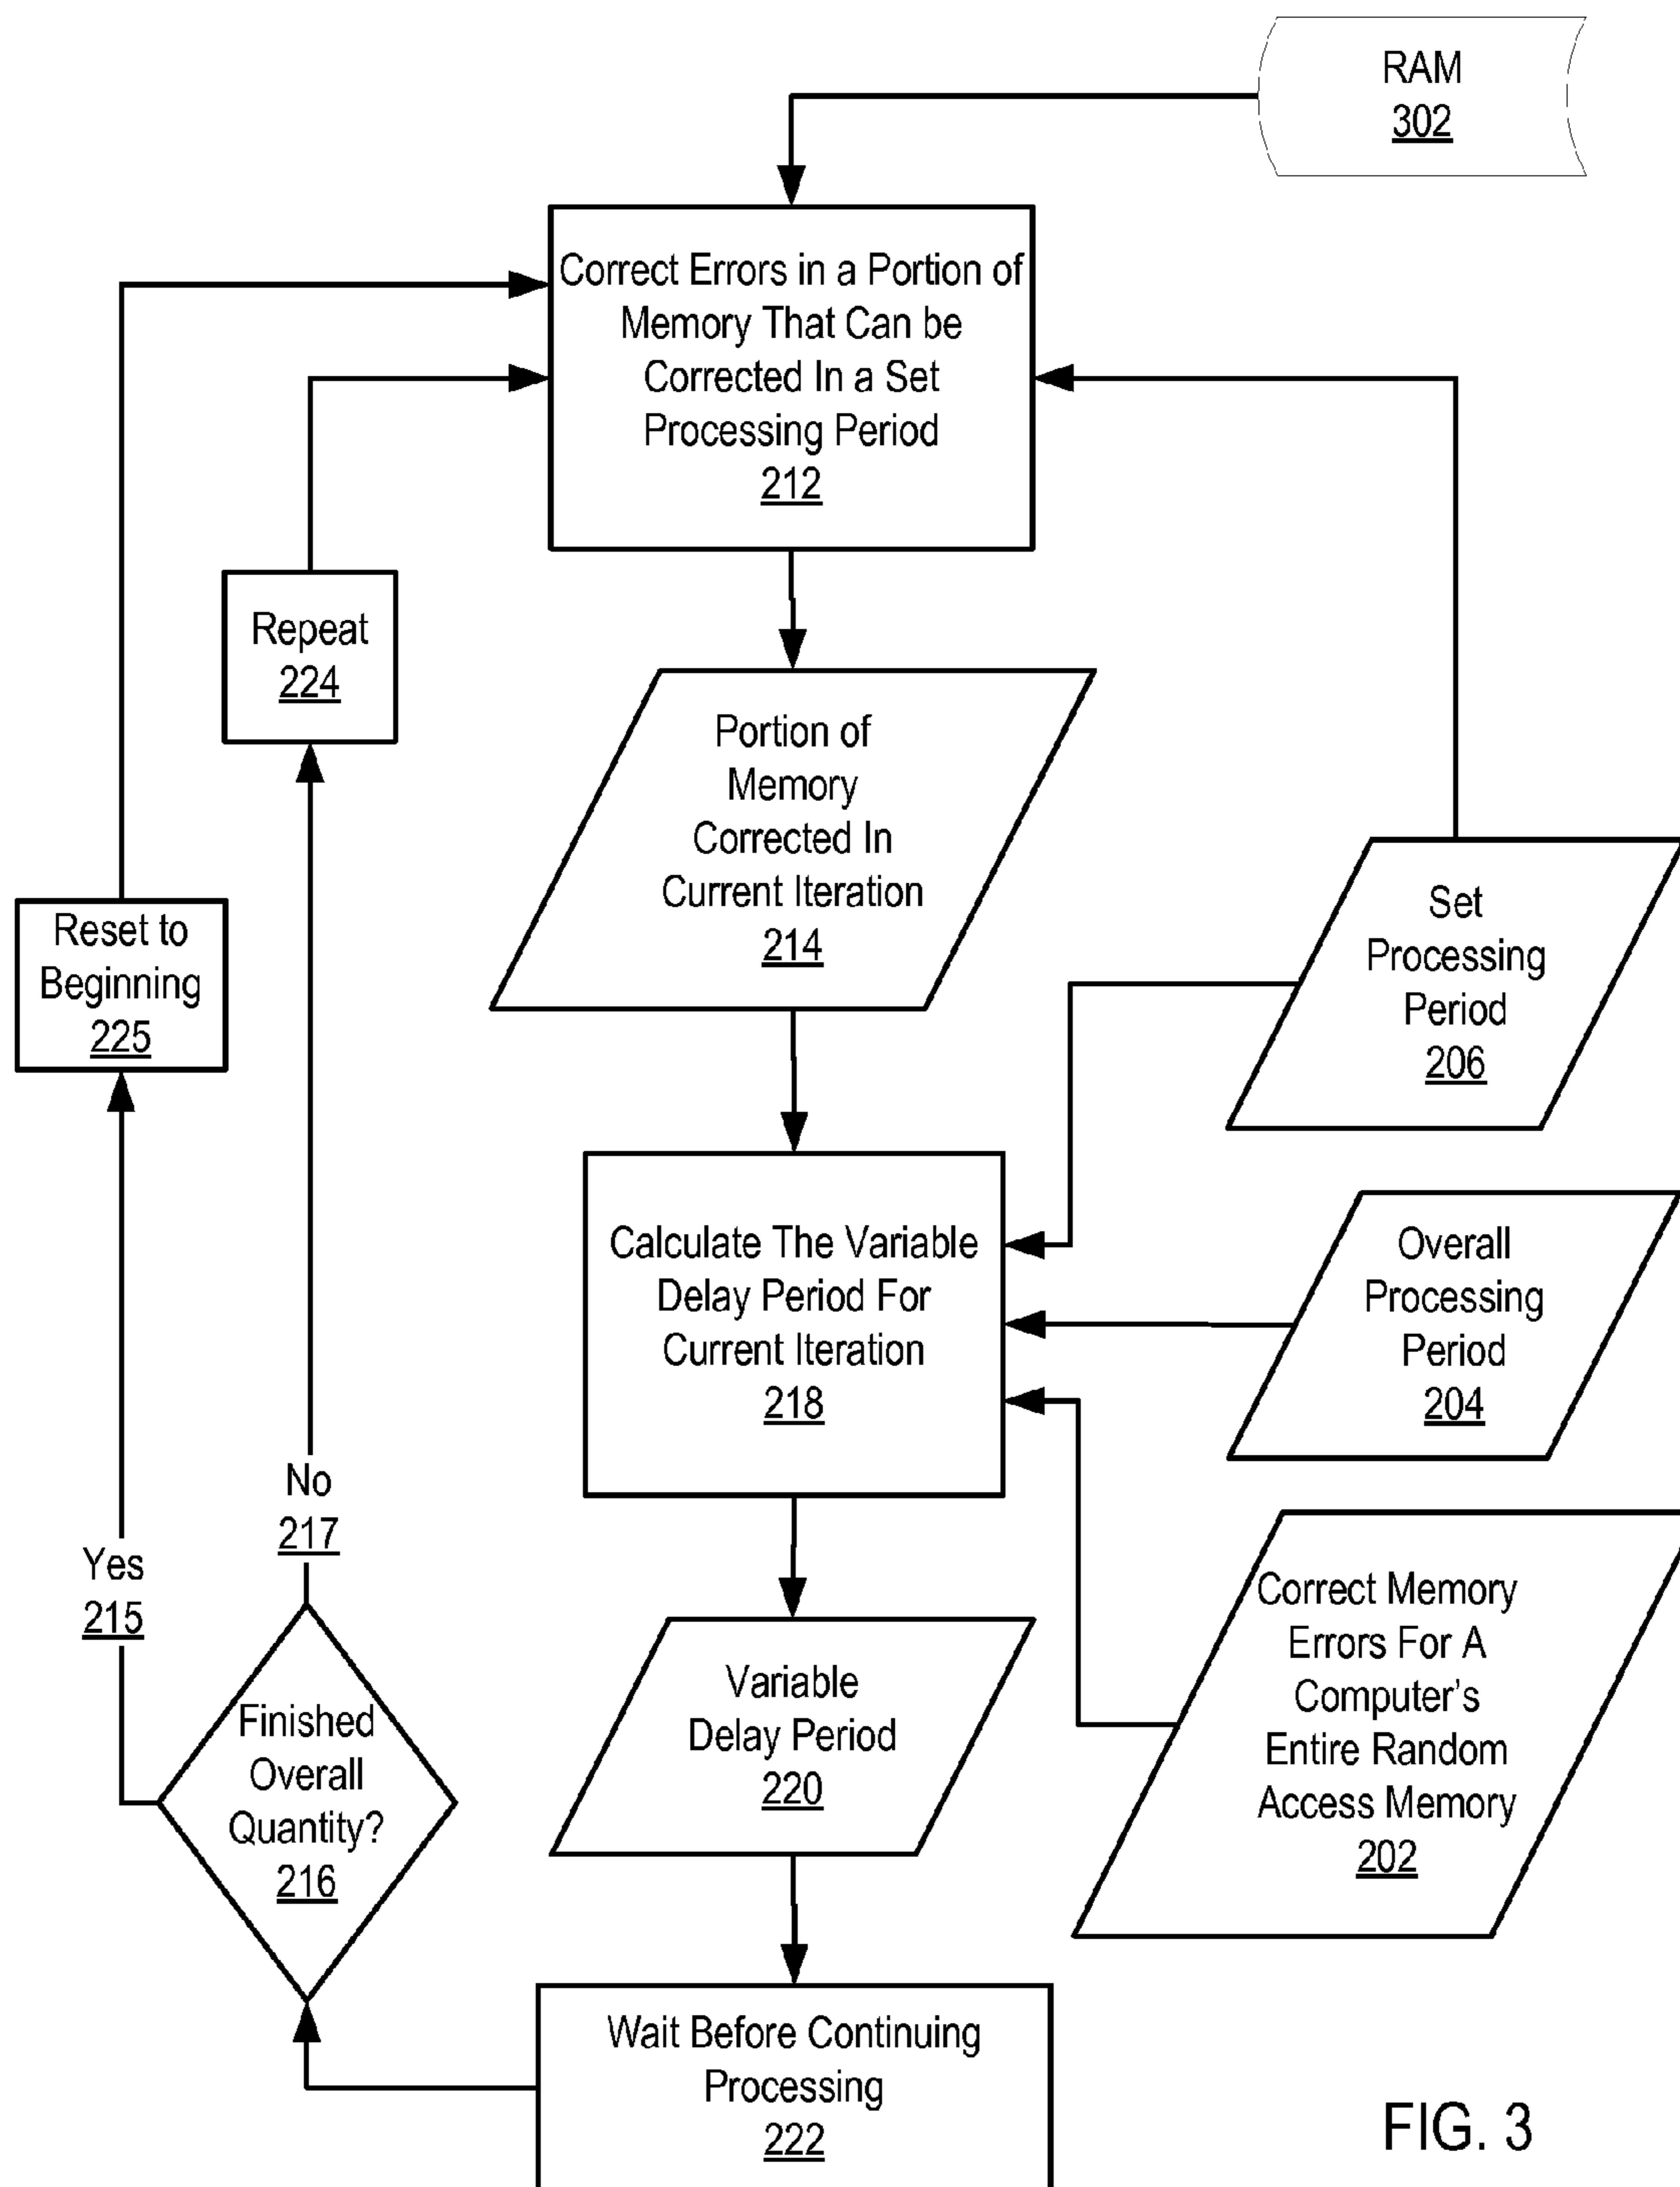 RAM
302
Correct Errors in a Portion of
Memory That Can be
Corrected In a Set
Processing Period
212
Repeat
224
Portion of
Memory
Corrected In
Current Iteration
214
Reset to
Beginning
225
Set
Processing
Period
206
Calculate The Variable
Delay Period For
Current Iteration
218
Overall
Processing
Period
204
No
217
Yes
215
Correct Memory
Errors For A
Computer's
Entire Random
Access Memory
202
Variable
Delay Period
220
Finished
Overall
Quantity?
216
Wait Before Continuing
Processing
222
FIG. 3